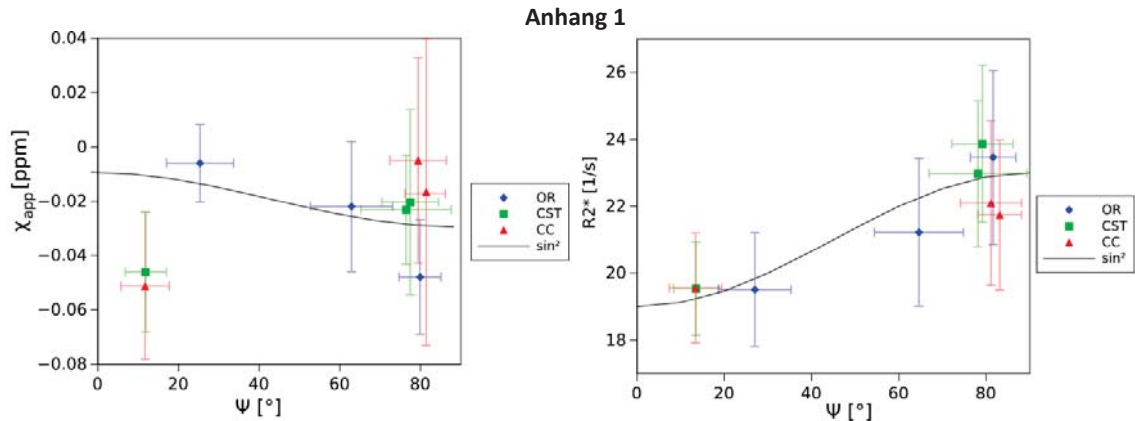 Anhang 1
0.04
0.02
0
−0.02
−0.04
−0.06
−0.08
χapp [ppm]
0
20
40
60
80
Ψ [°]
OR
CST
CC
sin²
26
24
22
20
18
R2* [1/s]
0
20
40
60
80
Ψ [°]
OR
CST
CC
sin²